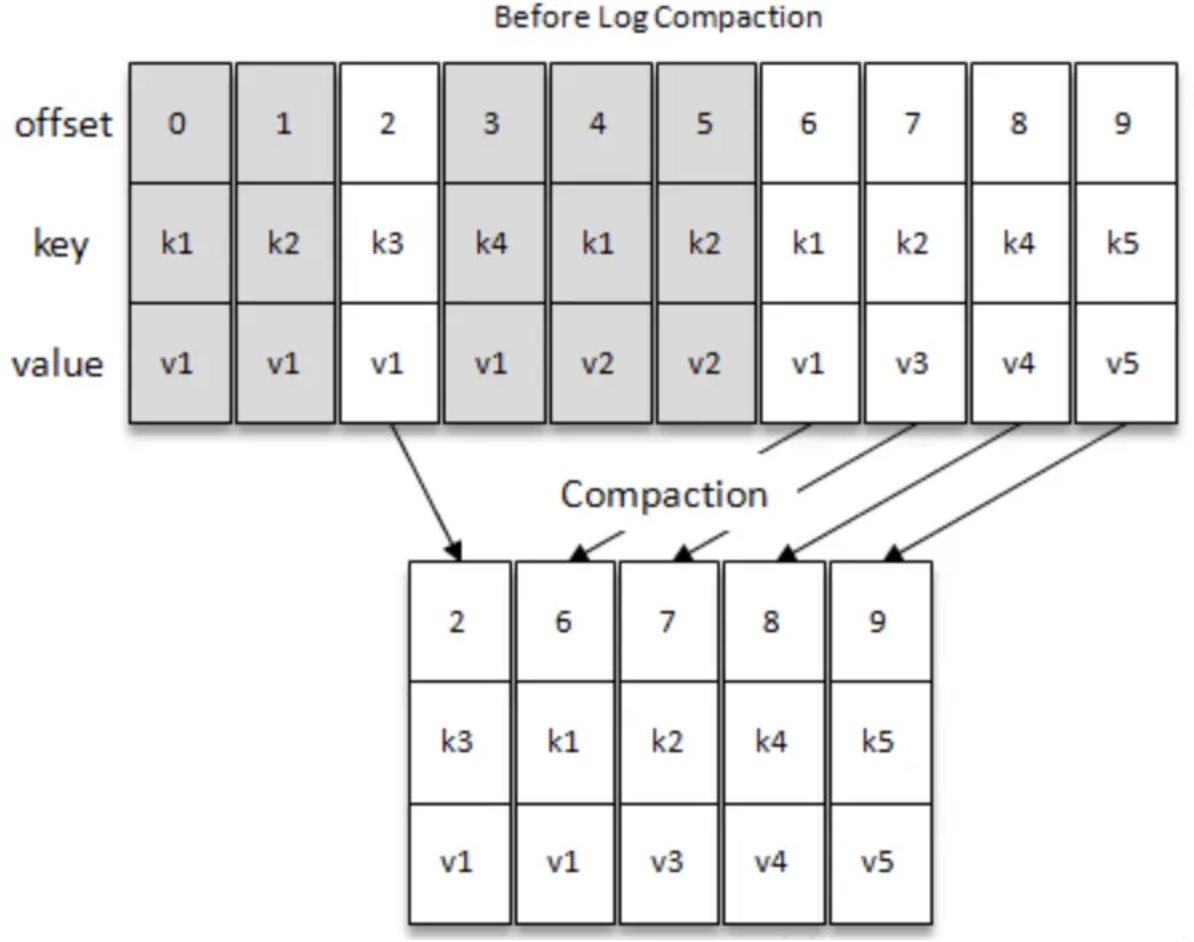 Before Log Compaction
offset 0 1 2 3 4 5 6 7 8 9
key k1 k2 k3 k4 k1 k2 k1 k2 k4 k5
value v1 v1 v1 v1 v2 v2 v1 v3 v4 v5
Compaction
2 6 7 8 9
k3 k1 k2 k4 k5
v1 v1 v3 v4 v5